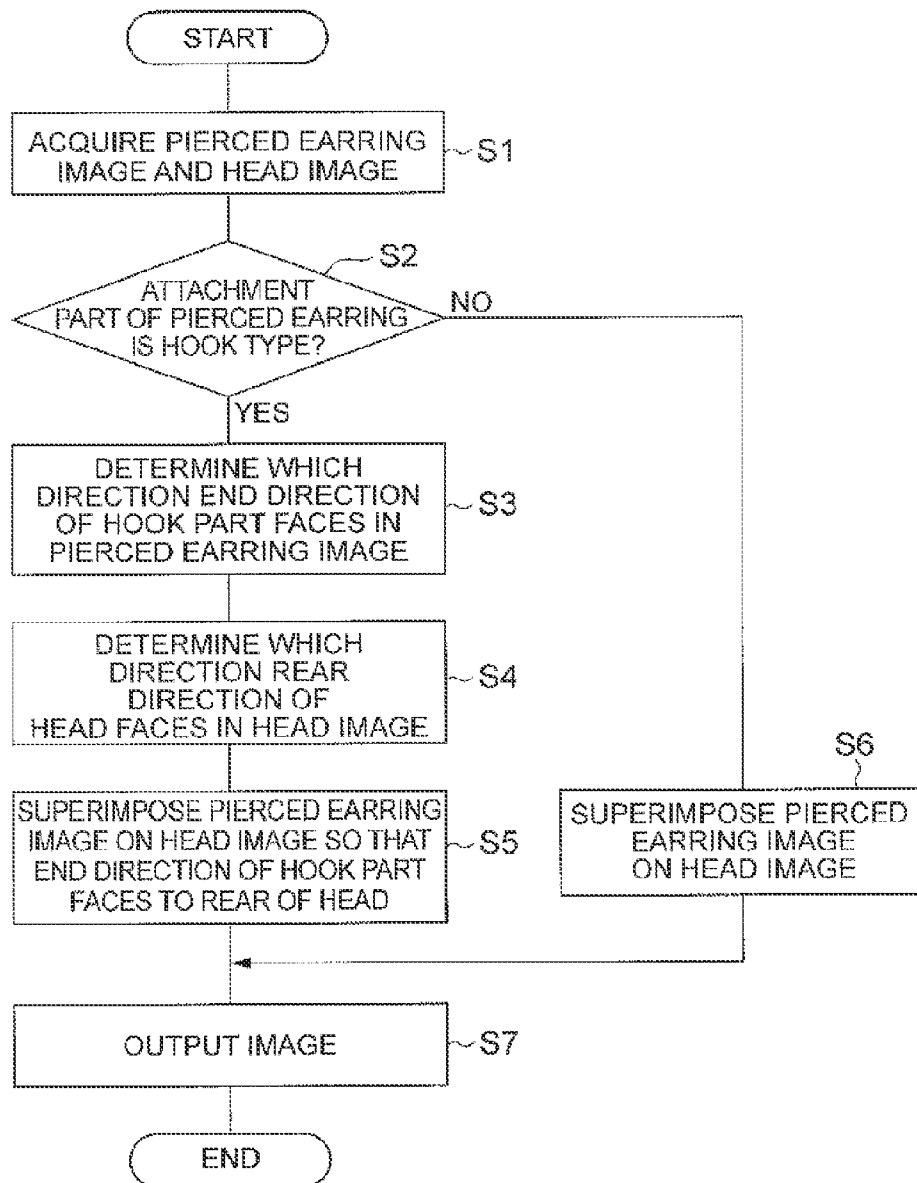 START
ACQUIRE PIERCED EARRING
IMAGE AND HEAD IMAGE
S1
S2
ATTACHMENT
PART OF PIERCED EARRING
IS HOOK TYPE?
NO
YES
DETERMINE WHICH
DIRECTION END DIRECTION
OF HOOK PART FACES IN
PIERCED EARRING IMAGE
S3
DETERMINE WHICH
DIRECTION REAR
DIRECTION OF
HEAD FACES IN HEAD IMAGE
S4
SUPERIMPOSE PIERCED EARRING
IMAGE ON HEAD IMAGE SO THAT
END DIRECTION OF HOOK PART
FACES TO REAR OF HEAD
S5
S6
SUPERIMPOSE PIERCED
EARRING IMAGE
ON HEAD IMAGE
OUTPUT IMAGE
S7
END